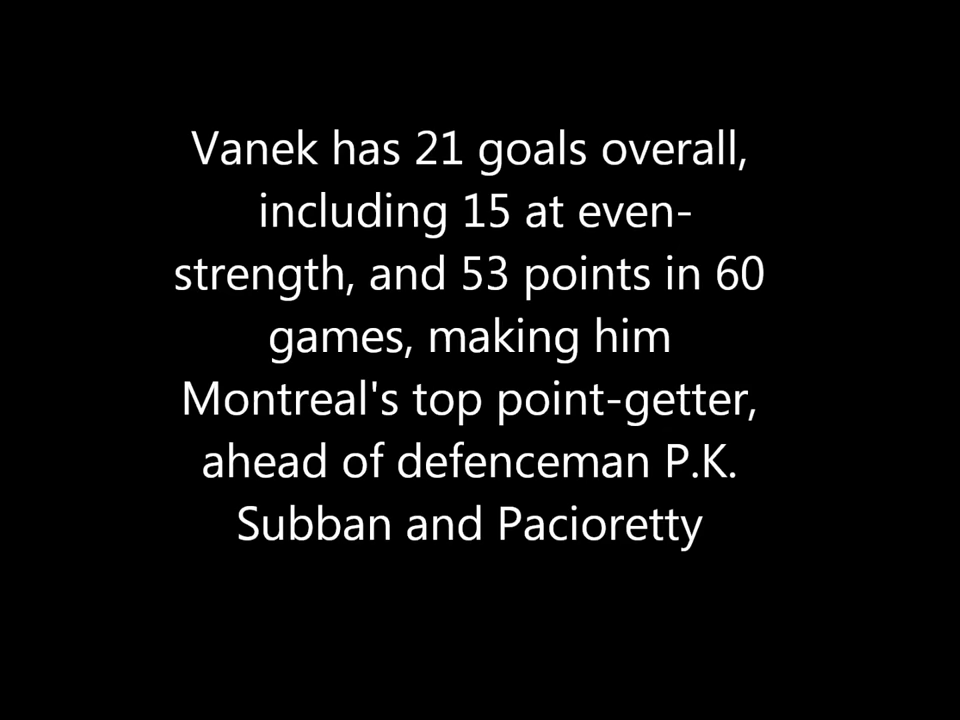 Vanek has 21 goals overall,
including 15 at even-
strength, and 53 points in 60
games, making him
Montreal's top point-getter,
ahead of defenceman P.K.
Subban and Pacioretty